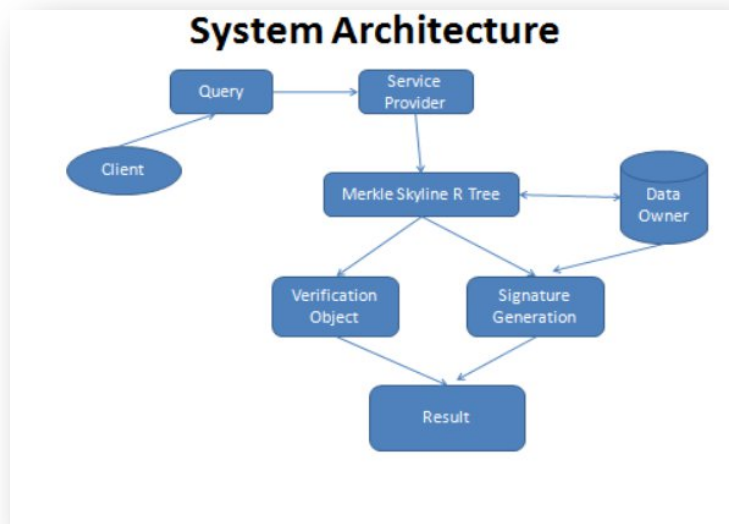 System Architecture
Query
Service
Provider
Client
Merkle Skyline R Tree
Data
Owner
Verification
Object
Signature
Generation
Result